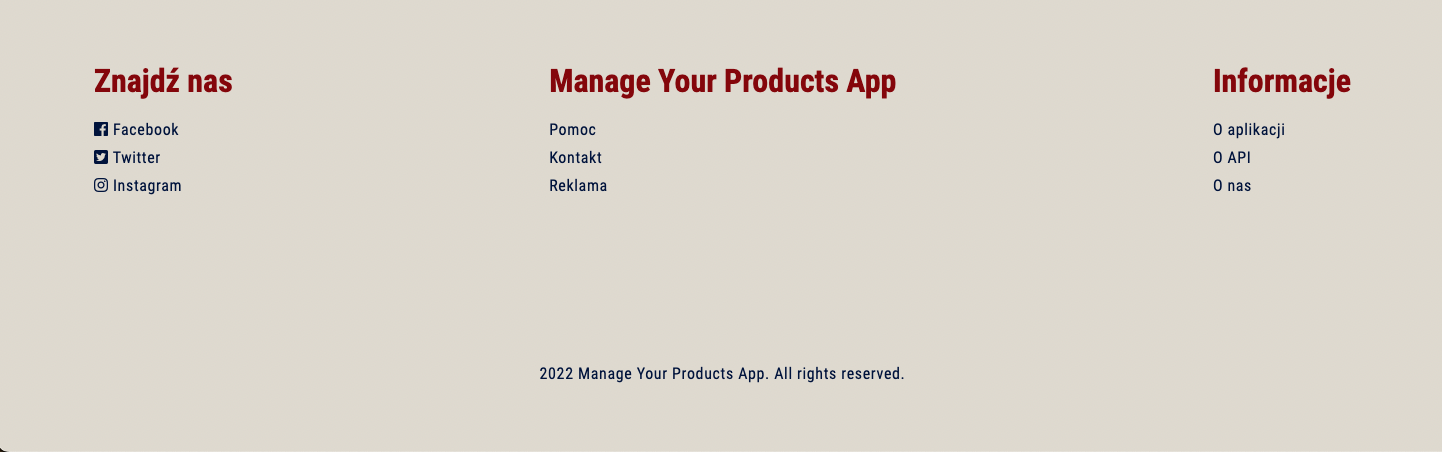 Znajdź nas
Facebook
Twitter
Instagram
Manage Your Products App
Pomoc
Kontakt
Reklama
Informacje
O aplikacji
O API
O nas
2022 Manage Your Products App. All rights reserved.